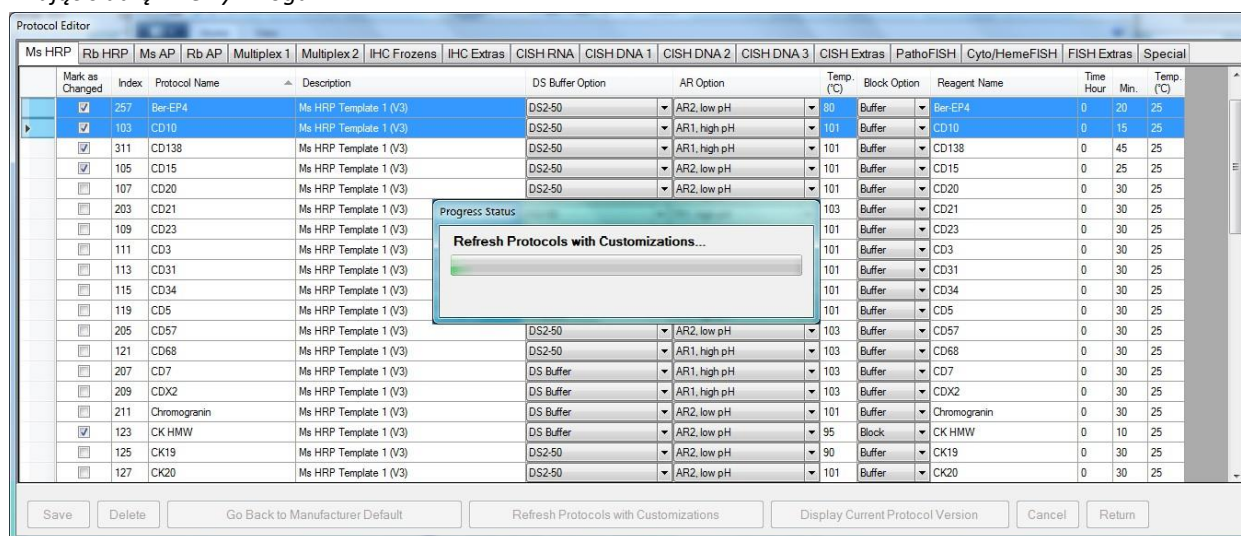 Protocol Editor
Ms HRP Rb HRP Ms AP Rb AP Multiplex 1 Multiplex 2 IHC Frozens IHC Extras CISH RNA CISH DNA 1 CISH DNA 2 CISH DNA 3 CISH Extras PathoFISH Cyto/HemeFISH FISH Extras Special
Mark as Changed Index Protocol Name Description DS Buffer Option AR Option Temp. (°C) Block Option Reagent Name Time Hour Min. Temp. (°C)
257 Ber-EP4 Ms HRP Template 1 (V3) DS2-50 AR2, low pH 80 Buffer Ber-EP4 0 20 25
103 CD10 Ms HRP Template 1 (V3) DS2-50 AR1, high pH 101 Buffer CD10 0 15 25
311 CD138 Ms HRP Template 1 (V3) DS2-50 AR1, high pH 101 Buffer CD138 0 45 25
105 CD15 Ms HRP Template 1 (V3) DS2-50 AR2, low pH 101 Buffer CD15 0 25 25
107 CD20 Ms HRP Template 1 (V3) DS2-50 AR2, low pH 101 Buffer CD20 0 30 25
203 CD21 Ms HRP Template 1 (V3) 103 Buffer CD21 0 30 25
109 CD23 Ms HRP Template 1 (V3) 103 Buffer CD23 0 30 25
111 CD3 Ms HRP Template 1 (V3) 101 Buffer CD3 0 30 25
113 CD31 Ms HRP Template 1 (V3) 101 Buffer CD31 0 30 25
115 CD34 Ms HRP Template 1 (V3) 101 Buffer CD34 0 30 25
119 CD5 Ms HRP Template 1 (V3) 101 Buffer CD5 0 30 25
Progress Status
Refresh Protocols with Customizations...
205 CD57 Ms HRP Template 1 (V3) DS2-50 AR2, low pH 103 Buffer CD57 0 30 25
121 CD68 Ms HRP Template 1 (V3) DS2-50 AR1, high pH 103 Buffer CD68 0 30 25
207 CD7 Ms HRP Template 1 (V3) DS Buffer AR1, high pH 103 Buffer CD7 0 30 25
209 CDX2 Ms HRP Template 1 (V3) DS Buffer AR1, high pH 103 Buffer CDX2 0 30 25
211 Chromogranin Ms HRP Template 1 (V3) DS Buffer AR2, low pH 101 Buffer Chromogranin 0 30 25
123 CK HMW Ms HRP Template 1 (V3) DS Buffer AR2, low pH 95 Block CK HMW 0 10 25
125 CK19 Ms HRP Template 1 (V3) DS2-50 AR2, low pH 90 Buffer CK19 0 30 25
127 CK20 Ms HRP Template 1 (V3) DS2-50 AR2, low pH 101 Buffer CK20 0 30 25
Save Delete Go Back to Manufacturer Default Refresh Protocols with Customizations Display Current Protocol Version Cancel Return